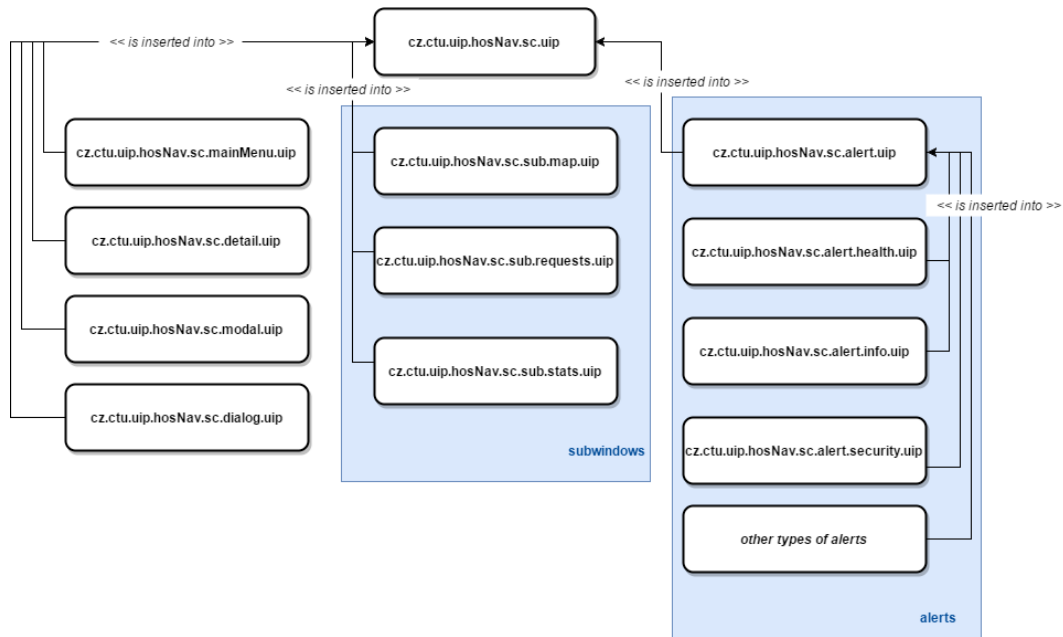 << is inserted into >>
cz.ctu.uip.hosNav.sc.uip
<< is inserted into >>
<< is inserted into >>
cz.ctu.uip.hosNav.sc.mainMenu.uip
cz.ctu.uip.hosNav.sc.detail.uip
cz.ctu.uip.hosNav.sc.modal.uip
cz.ctu.uip.hosNav.sc.dialog.uip
cz.ctu.uip.hosNav.sc.sub.map.uip
cz.ctu.uip.hosNav.sc.sub.requests.uip
cz.ctu.uip.hosNav.sc.sub.stats.uip
subwindows
cz.ctu.uip.hosNav.sc.alert.uip
<< is inserted into >>
cz.ctu.uip.hosNav.sc.alert.health.uip
cz.ctu.uip.hosNav.sc.alert.info.uip
cz.ctu.uip.hosNav.sc.alert.security.uip
other types of alerts
alerts